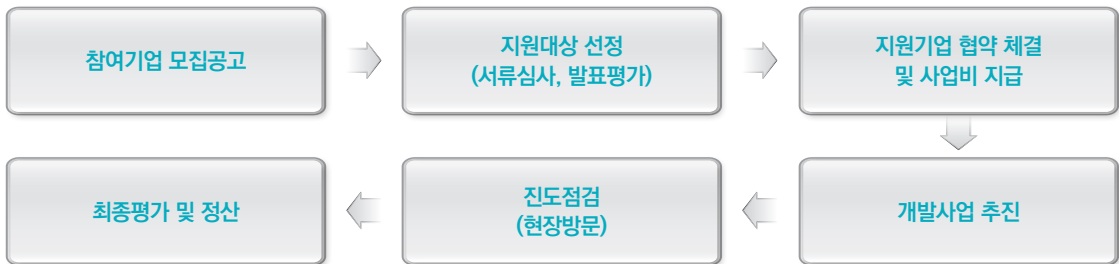 참여기업 모집공고
지원대상 선정
(서류심사, 발표평가)
지원기업 협약 체결
및 사업비 지급
개발사업 추진
진도점검
(현장방문)
최종평가 및 정산